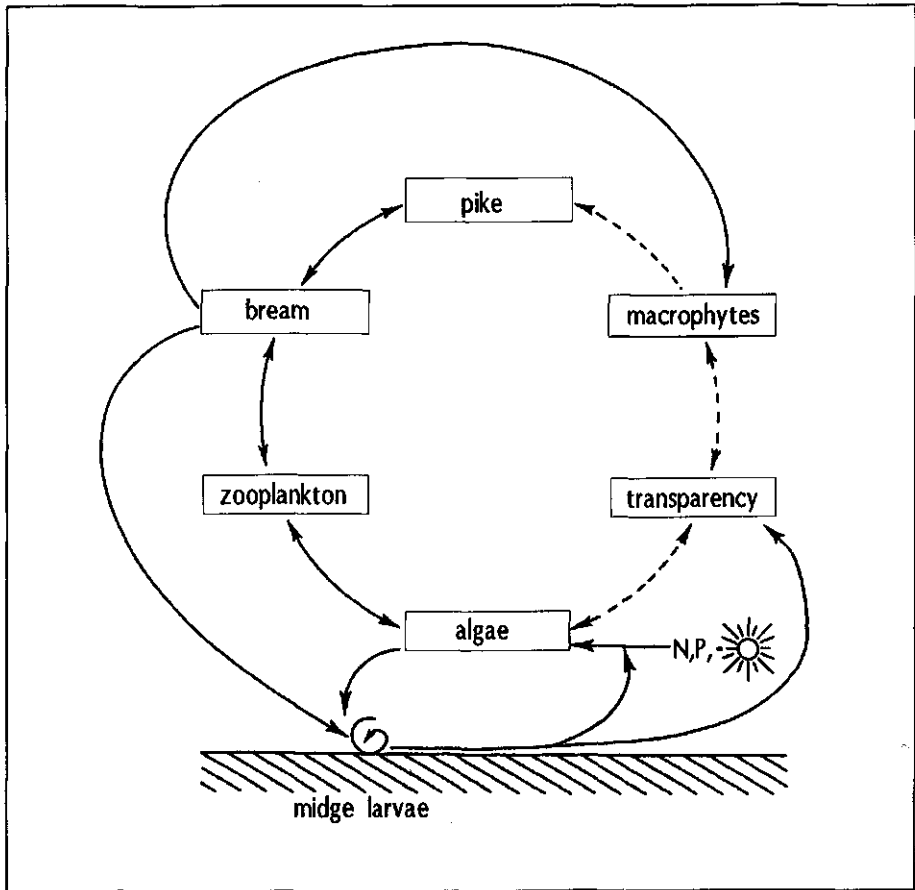 pike
bream
macrophytes
zooplankton
transparency
algae
N,P,
midge larvae